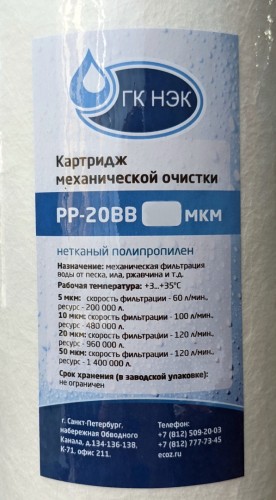 ГК НЭК
Картридж
механической очистки
PP-20BB мкм
нетканый полипропилен
Назначение: механическая фильтрация
воды от песка, ила, ржавчина и т.д.
Рабочая температура: +3...+35°C
5 мкм: скорость фильтрации - 60 л/мин.,
ресурс - 200 000 л.
10 мкм: скорость фильтрации - 100 л/мин.,
ресурс - 480 000 л.
20 мкм: скорость фильтрации - 120 л/мин.,
ресурс - 960 000 л.
50 мкм: скорость фильтрации - 120 л/мин.,
ресурс - 1 400 000 л.
Срок хранения (в заводской упаковке):
не ограничен
г. Санкт-Петербург,
набережная Обводного
Канала, д.134-136-138,
К-71, офис 211.
Телефон:
+7 (812) 509-20-03
+7 (812) 777-73-45
ecoz.ru